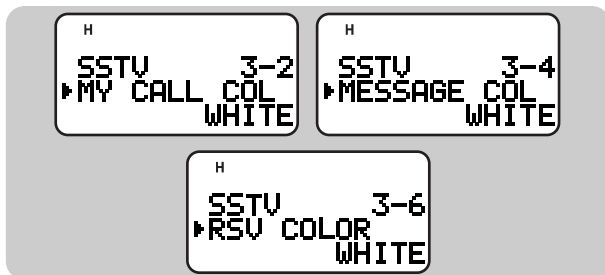 H
SSTV 3-2
MY CALL COL
WHITE
H
SSTV 3-4
MESSAGE COL
WHITE
H
SSTV 3-6
RSV COLOR
WHITE